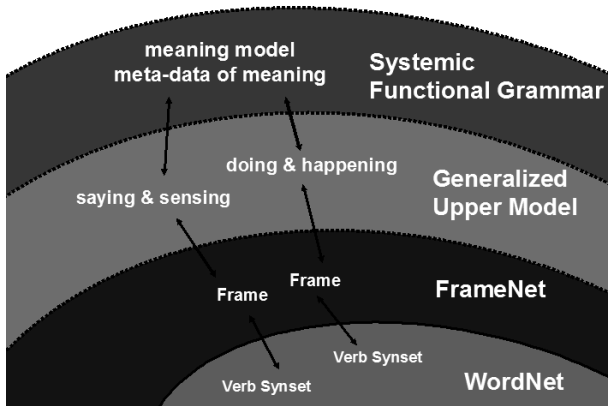 meaning model
meta-data of meaning
Systemic
Functional Grammar
doing & happening
saying & sensing
Generalized
Upper Model
Frame
Frame
FrameNet
Verb Synset
Verb Synset
WordNet